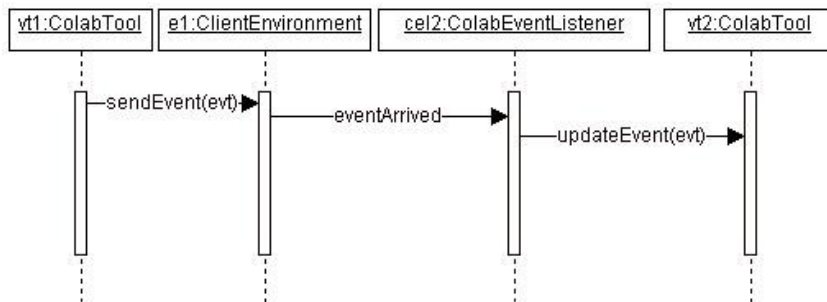 vt1:ColabTool
e1:ClientEnvironment
cel2:ColabEventListener
vt2:ColabTool
sendEvent(evt)
eventArrived
updateEvent(evt)